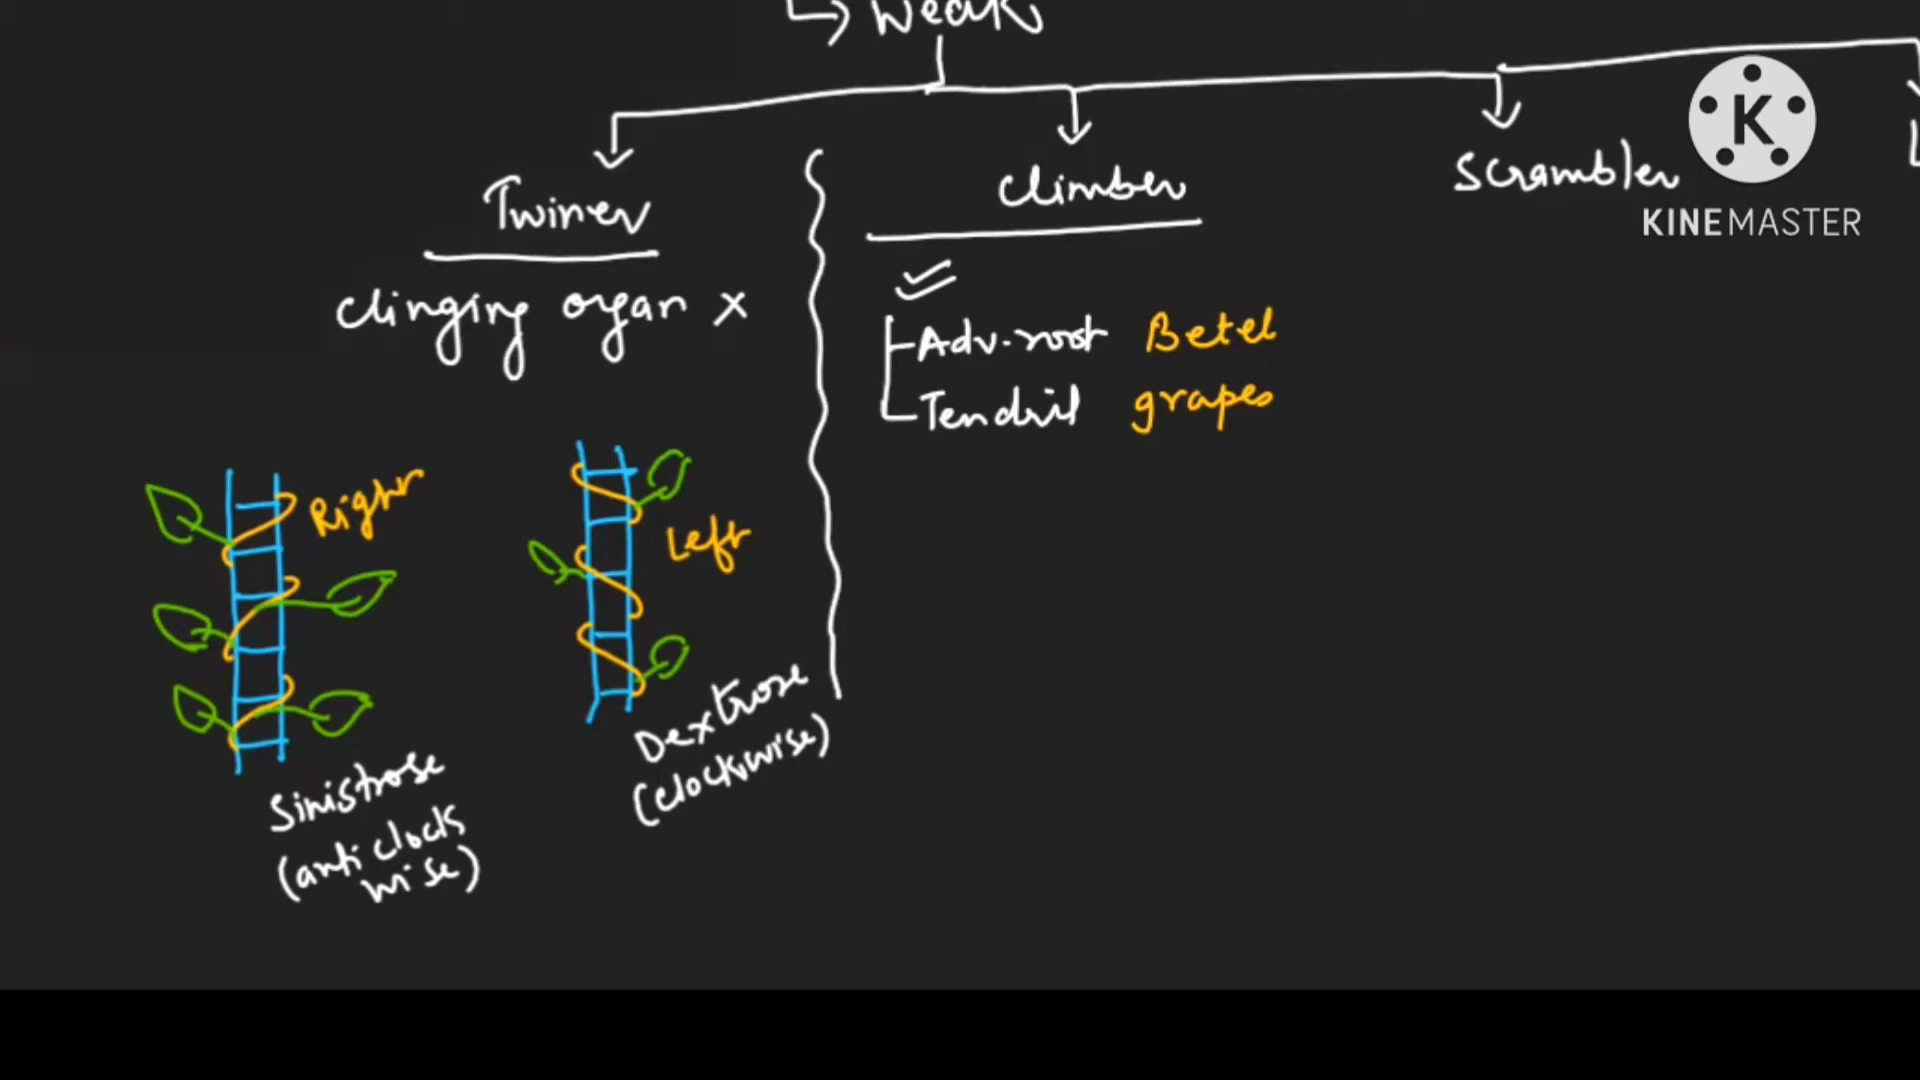 ↳ Weak
Twiner
Climber
Scrambler
K
KINEMASTER
Clinging organ x
Adv. root Betel
Tendril grapes
Right
Left
Sinistrose
(anti clock
wise)
Dextrose
(clockwise)